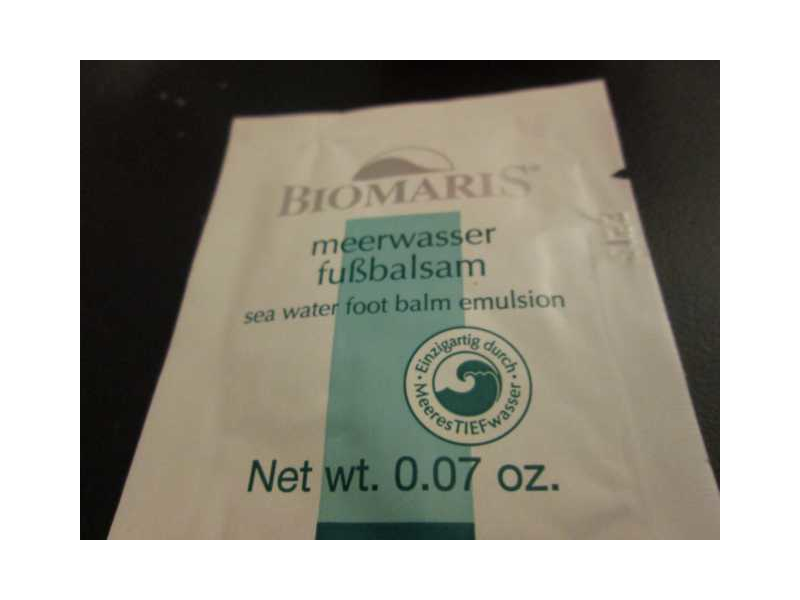 BIOMARIS
meerwasser
fußbalsam
sea water foot balm emulsion
Einzigartig durch
MeeresTIEFwasser
Net wt. 0.07 oz.